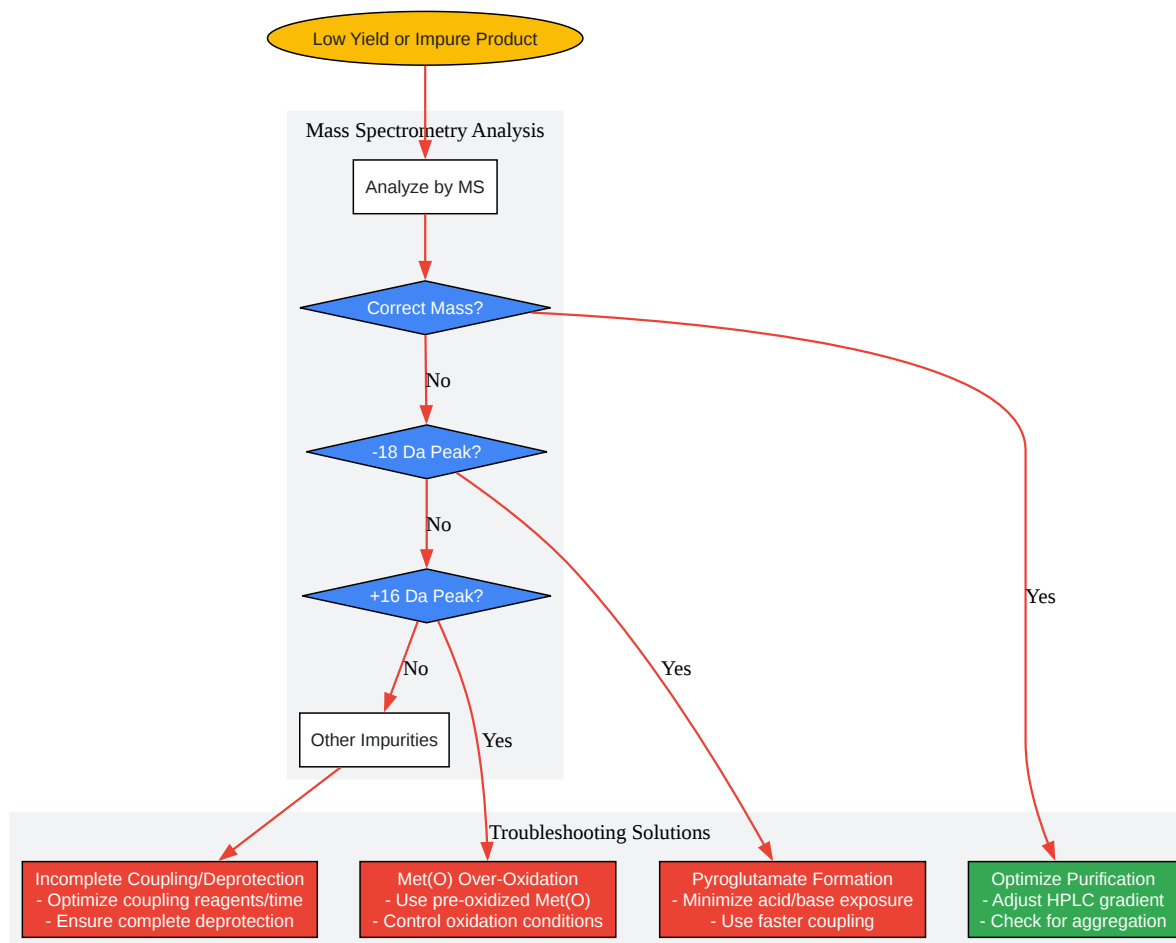 Low Yield or Impure Product
Mass Spectrometry Analysis
Analyze by MS
Correct Mass?
No
-18 Da Peak?
No
+16 Da Peak?
Yes
No
Yes
Other Impurities
Yes
Troubleshooting Solutions
Incomplete Coupling/Deprotection
- Optimize coupling reagents/time
- Ensure complete deprotection
Met(O) Over-Oxidation
- Use pre-oxidized Met(O)
- Control oxidation conditions
Pyroglutamate Formation
- Minimize acid/base exposure
- Use faster coupling
Optimize Purification
- Adjust HPLC gradient
- Check for aggregation